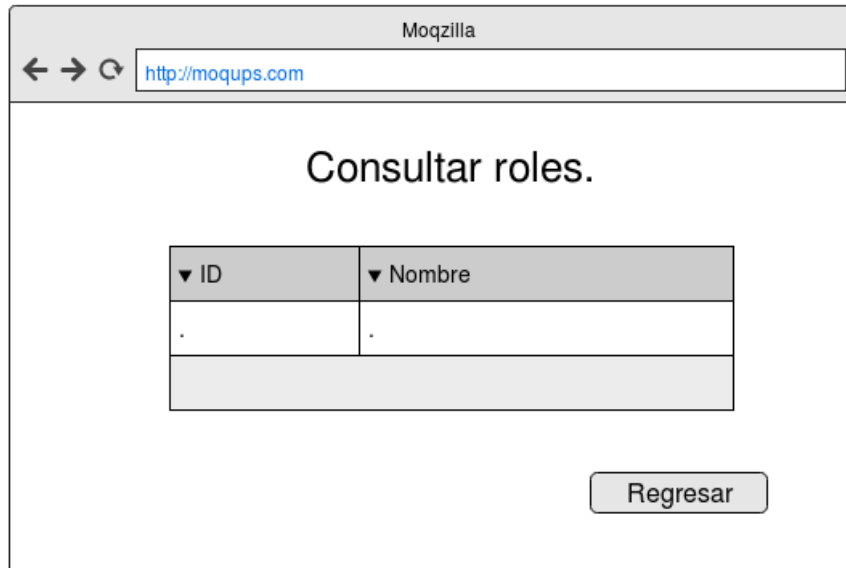 Moqzilla
http://moqups.com
Consultar roles.
▼ ID ▼ Nombre
. .
Regresar